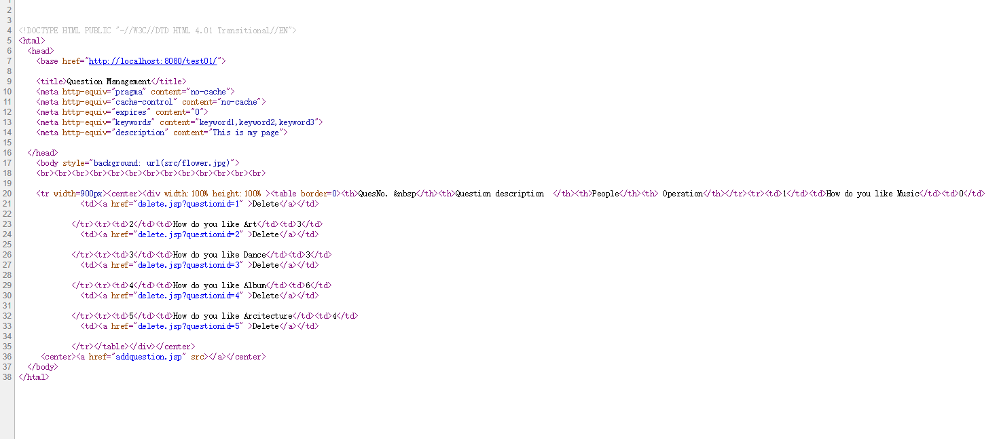 1
2
3
4 <!DOCTYPE HTML PUBLIC "-//W3C//DTD HTML 4.01 Transitional//EN">
5 <html>
6 <head>
7 <base href="http://localhost:8080/test01/">
8
9 <title>Question Management</title>
10 <meta http-equiv="pragma" content="no-cache">
11 <meta http-equiv="cache-control" content="no-cache">
12 <meta http-equiv="expires" content="0">
13 <meta http-equiv="keywords" content="keyword1,keyword2,keyword3">
14 <meta http-equiv="description" content="This is my page">
15
16 </head>
17 <body style="background: url(src/flower.jpg)">
18 <br><br><br><br><br><br><br><br><br><br><br><br><br>
19
20 <tr width=900px><center><div width:100% height:100% ><table border=0><th>QuesNo. &nbsp</th><th>Question description </th><th>People</th><th> Operation</th></tr><tr><td>1</td><td>How do you like Music</td><td>0</td>
21 <td><a href="delete.jsp?questionid=1" >Delete</a></td>
22
23 </tr><tr><td>2</td><td>How do you like Art</td><td>3</td>
24 <td><a href="delete.jsp?questionid=2" >Delete</a></td>
25
26 </tr><tr><td>3</td><td>How do you like Dance</td><td>3</td>
27 <td><a href="delete.jsp?questionid=3" >Delete</a></td>
28
29 </tr><tr><td>4</td><td>How do you like Album</td><td>6</td>
30 <td><a href="delete.jsp?questionid=4" >Delete</a></td>
31
32 </tr><tr><td>5</td><td>How do you like Arcitecture</td><td>4</td>
33 <td><a href="delete.jsp?questionid=5" >Delete</a></td>
34
35 </tr></table></div></center>
36 <center><a href="addquestion.jsp" src></a></center>
37 </body>
38 </html>